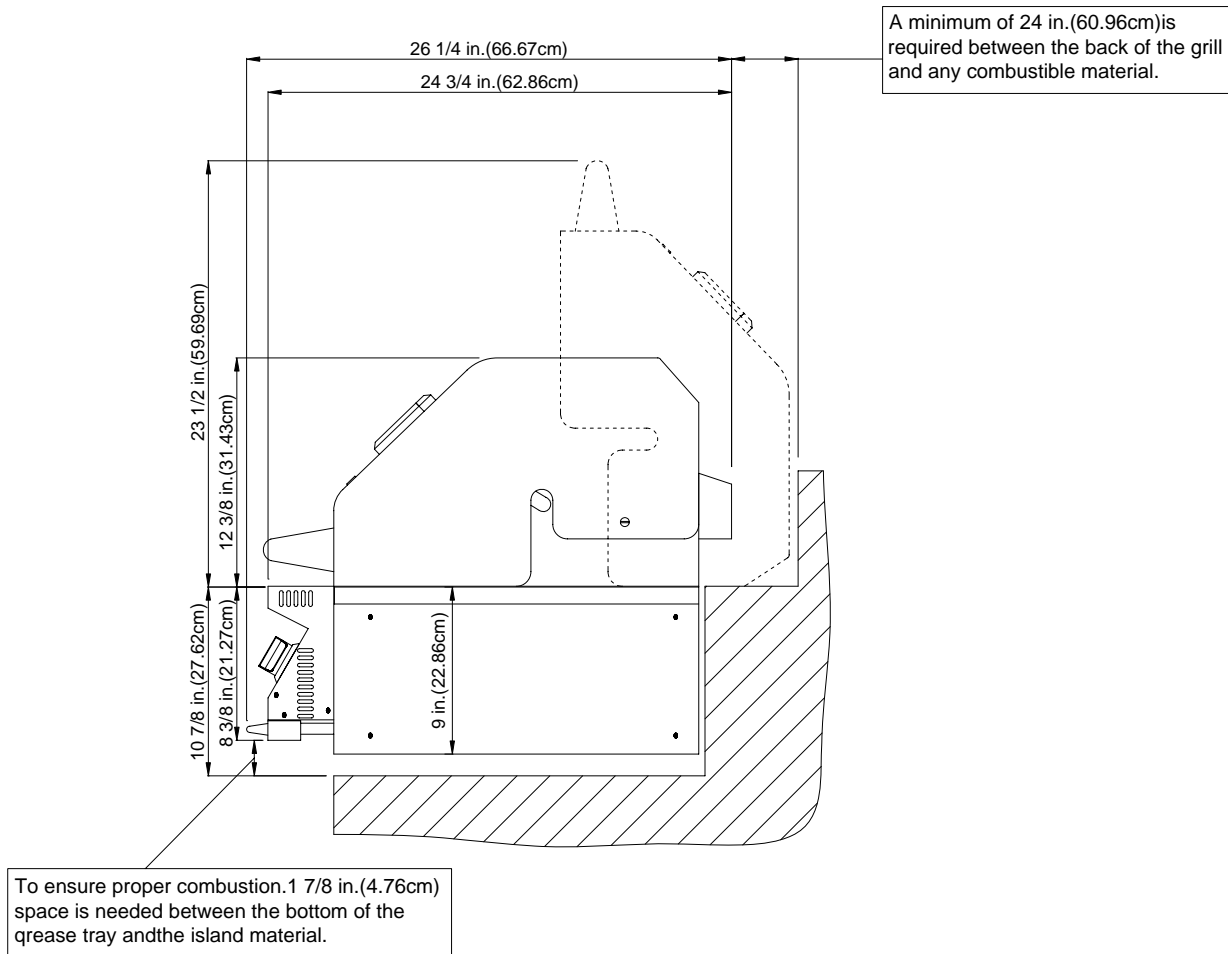 A minimum of 24 in.(60.96cm)is
required between the back of the grill
and any combustible material.
26 1/4 in.(66.67cm)
24 3/4 in.(62.86cm)
23 1/2 in.(59.69cm)
12 3/8 in.(31.43cm)
10 7/8 in.(27.62cm)
8 3/8 in.(21.27cm)
9 in.(22.86cm)
To ensure proper combustion.1 7/8 in.(4.76cm)
space is needed between the bottom of the
qrease tray andthe island material.